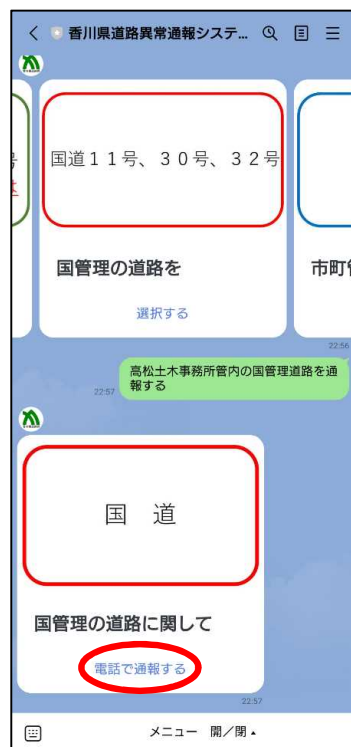 香川県道路異常通報システ...
国道１１号、３０号、３２号
国管理の道路を
市町
選択する
22:56
高松土木事務所管内の国管理道路を通
報する
22:57
国　道
国管理の道路に関して
電話で通報する
22:57
メニュー　開／閉▲